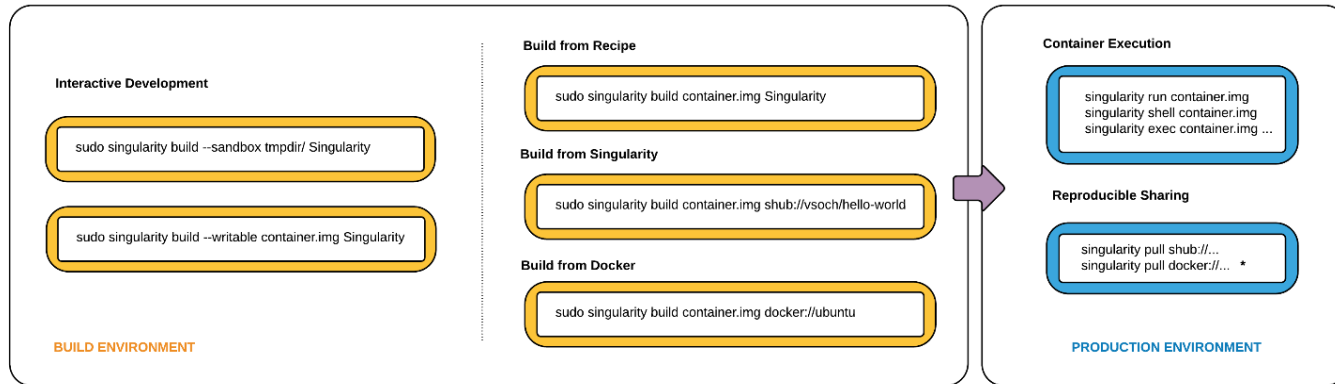 Interactive Development
sudo singularity build --sandbox tmpdir/ Singularity
sudo singularity build --writable container.img Singularity
BUILD ENVIRONMENT
Build from Recipe
sudo singularity build container.img Singularity
Build from Singularity
sudo singularity build container.img shub://vsoch/hello-world
Build from Docker
sudo singularity build container.img docker://ubuntu
Container Execution
singularity run container.img
singularity shell container.img
singularity exec container.img ...
Reproducible Sharing
singularity pull shub://...
singularity pull docker://... *
PRODUCTION ENVIRONMENT